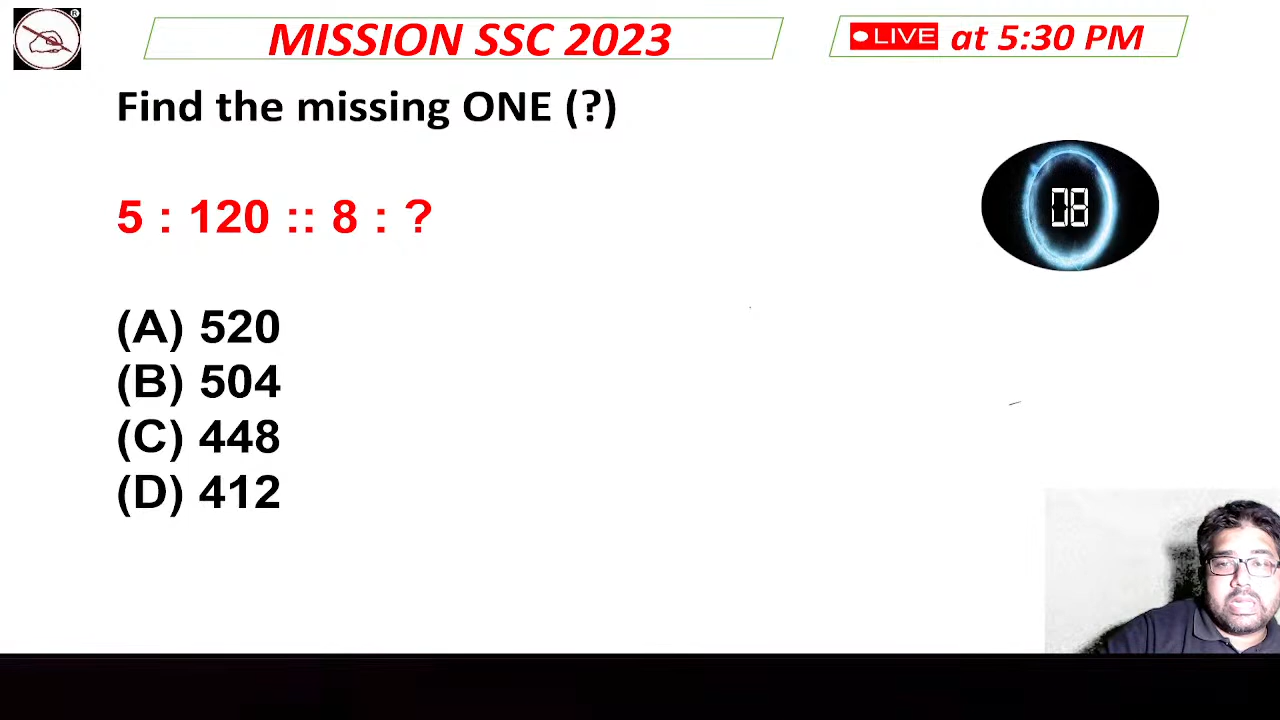 MISSION SSC 2023
LIVE at 5:30 PM
Find the missing ONE (?)
08
5 : 120 :: 8 : ?
(A) 520
(B) 504
(C) 448
(D) 412
®